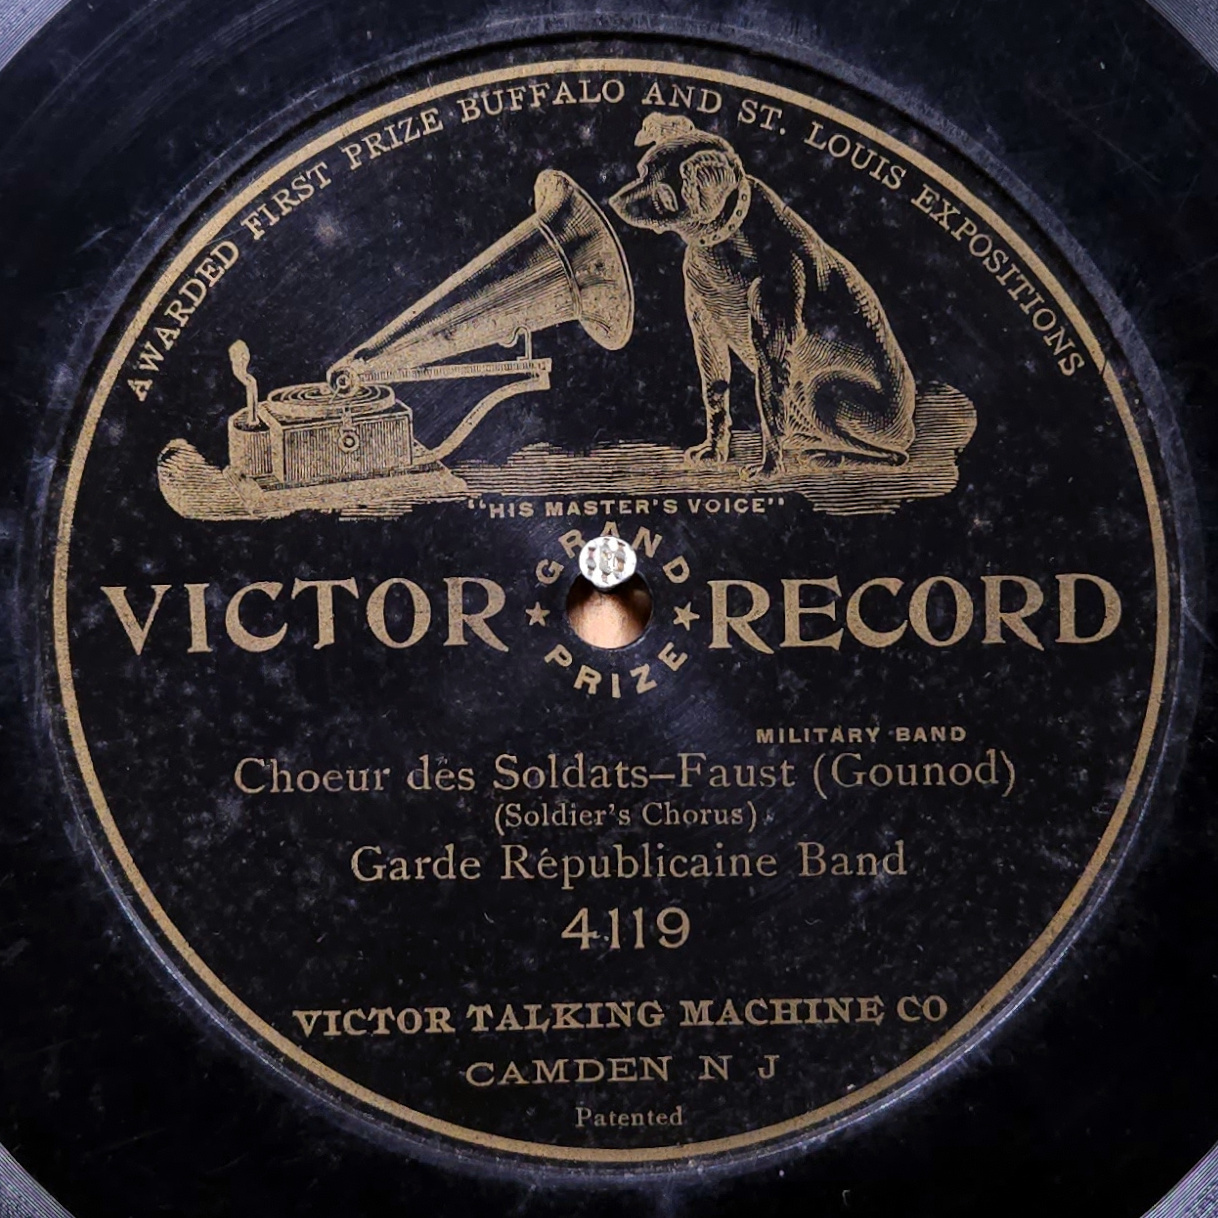 AWARDED FIRST PRIZE BUFFALO AND ST. LOUIS EXPOSITIONS
"HIS MASTER'S VOICE"
GRAND PRIZE
VICTOR RECORD
MILITARY BAND
Choeur des Soldats–Faust (Gounod)
(Soldier's Chorus)
Garde Républicaine Band
4119
VICTOR TALKING MACHINE CO
CAMDEN N J
Patented